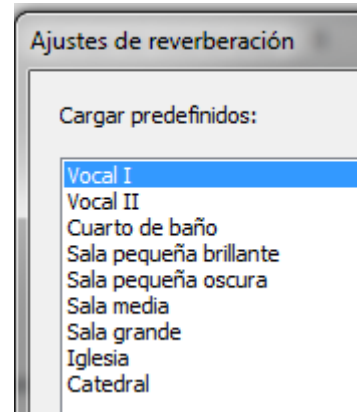 Ajustes de reverberación
Cargar predefinidos:
Vocal I
Vocal II
Cuarto de baño
Sala pequeña brillante
Sala pequeña oscura
Sala media
Sala grande
Iglesia
Catedral